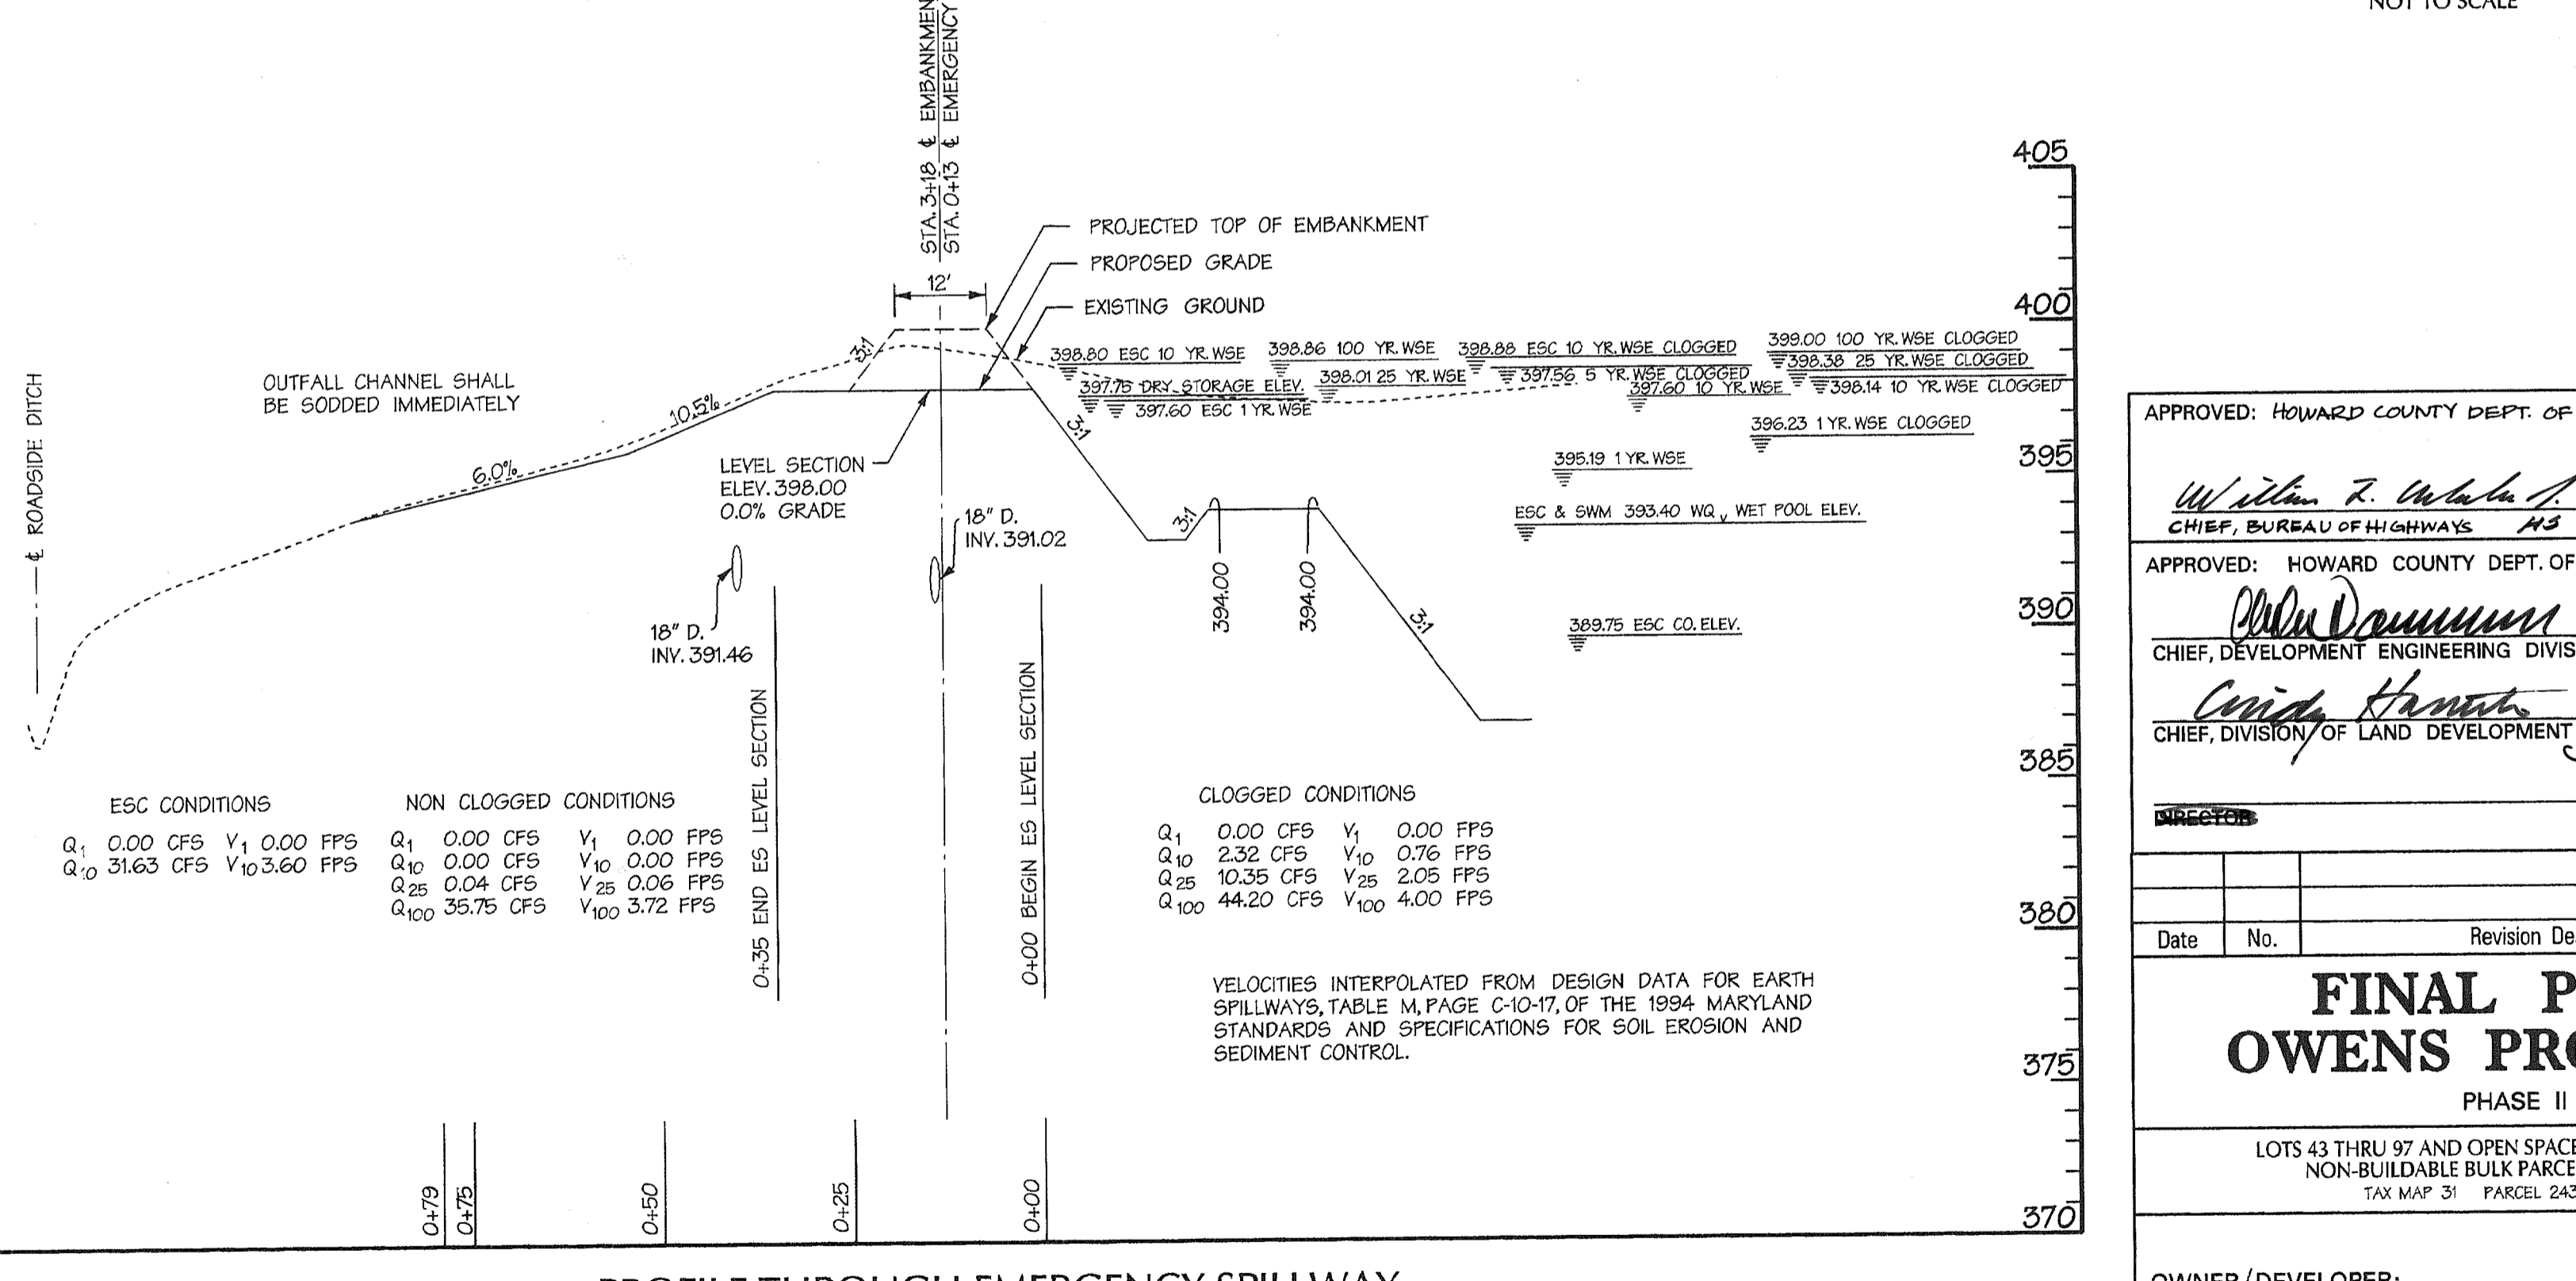 NOT TO SCALE
STA. 3+18 ℄ EMBANKMEN
STA. 0+13 ℄ EMERGENCY
405
400
395
390
385
380
375
370
PROJECTED TOP OF EMBANKMENT
PROPOSED GRADE
EXISTING GROUND
12'
3:1
398.80 ESC 10 YR. WSE
398.86 100 YR. WSE
398.88 ESC 10 YR. WSE CLOGGED
399.00 100 YR. WSE CLOGGED
398.38 25 YR. WSE CLOGGED
397.75 DRY STORAGE ELEV.
398.01 25 YR. WSE
397.56 5 YR. WSE CLOGGED
397.60 10 YR. WSE
398.14 10 YR. WSE CLOGGED
397.60 ESC 1 YR. WSE
396.23 1 YR. WSE CLOGGED
395.19 1 YR. WSE
ESC & SWM 393.40 WQv WET POOL ELEV.
389.75 ESC CO. ELEV.
℄ ROADSIDE DITCH
OUTFALL CHANNEL SHALL
BE SODDED IMMEDIATELY
10.5%
6.0%
LEVEL SECTION
ELEV. 398.00
0.0% GRADE
3:1
3:1
3:1
18" D.
INV. 391.02
18" D.
INV. 391.46
394.00
394.00
0+35 END ES LEVEL SECTION
0+00 BEGIN ES LEVEL SECTION
ESC CONDITIONS
Q1 0.00 CFS V1 0.00 FPS
Q10 31.63 CFS V10 3.60 FPS
NON CLOGGED CONDITIONS
Q1 0.00 CFS V1 0.00 FPS
Q10 0.00 CFS V10 0.00 FPS
Q25 0.04 CFS V25 0.06 FPS
Q100 35.75 CFS V100 3.72 FPS
CLOGGED CONDITIONS
Q1 0.00 CFS V1 0.00 FPS
Q10 2.32 CFS V10 0.76 FPS
Q25 10.35 CFS V25 2.05 FPS
Q100 44.20 CFS V100 4.00 FPS
VELOCITIES INTERPOLATED FROM DESIGN DATA FOR EARTH
SPILLWAYS, TABLE M, PAGE C-10-17, OF THE 1994 MARYLAND
STANDARDS AND SPECIFICATIONS FOR SOIL EROSION AND
SEDIMENT CONTROL.
0+79
0+75
0+50
0+25
0+00
PROFILE THROUGH EMERGENCY SPILLWAY
APPROVED: HOWARD COUNTY DEPT. OF
CHIEF, BUREAU OF HIGHWAYS HS
APPROVED: HOWARD COUNTY DEPT. OF
CHIEF, DEVELOPMENT ENGINEERING DIVIS
CHIEF, DIVISION OF LAND DEVELOPMENT
DIRECTOR
Date No. Revision De
FINAL P
OWENS PRO
PHASE II
LOTS 43 THRU 97 AND OPEN SPACE
NON-BUILDABLE BULK PARCE
TAX MAP 31 PARCEL 243
OWNER/DEVELOPER: